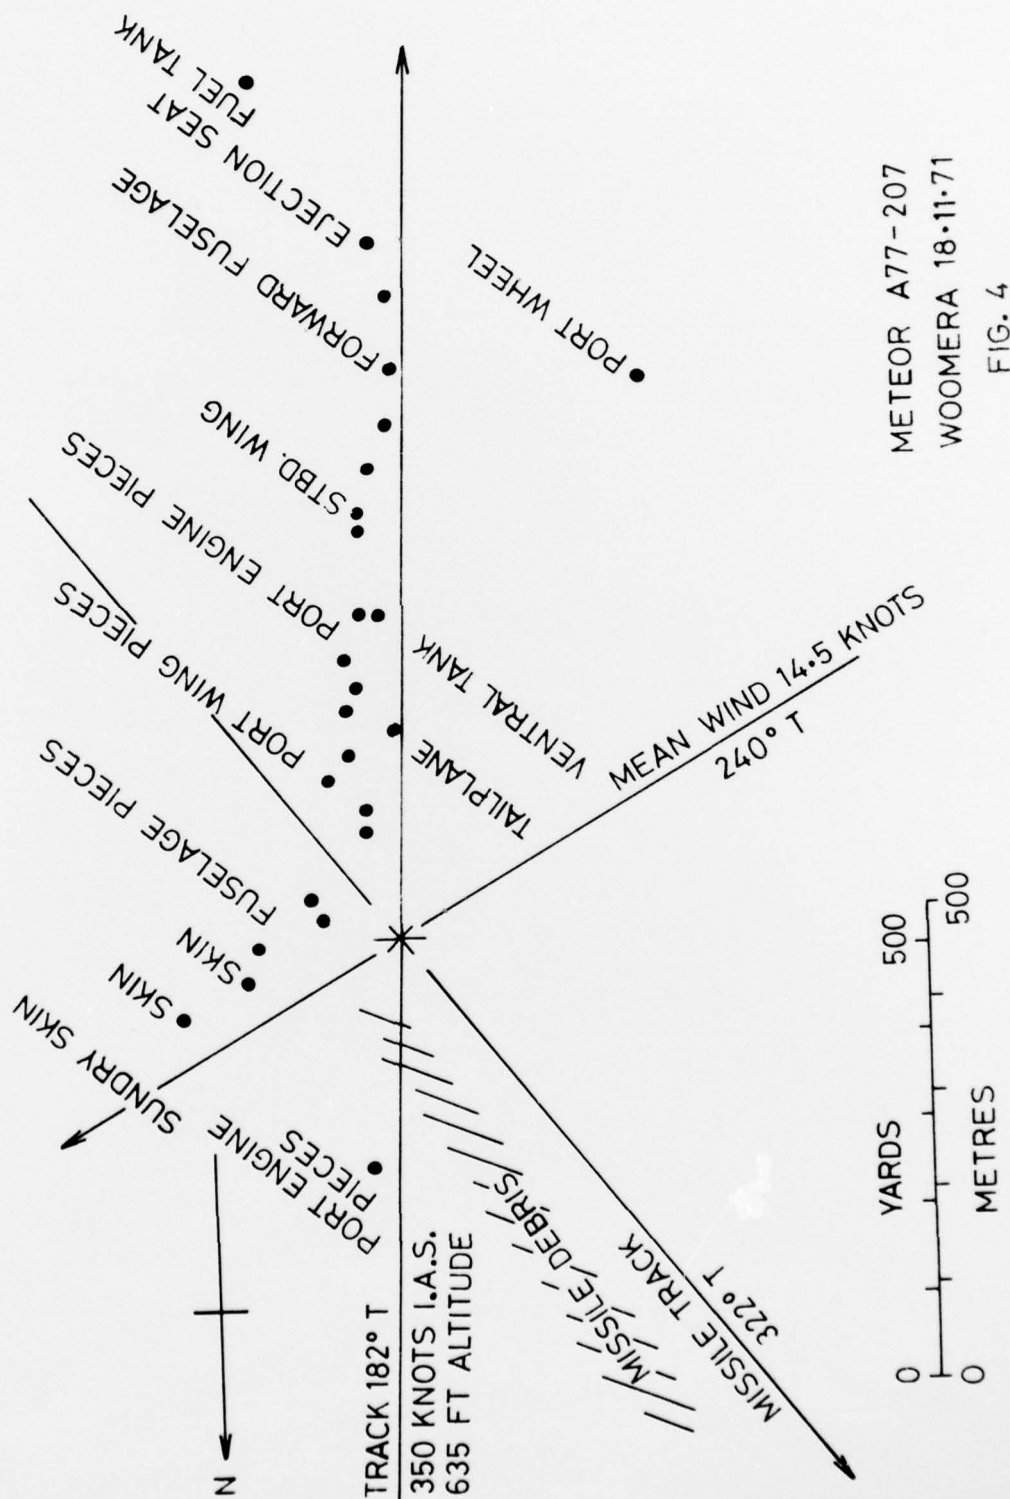 FUEL TANK
EJECTION SEAT
FORWARD FUSELAGE
STBD. WING
PORT ENGINE PIECES
PORT WING PIECES
FUSELAGE PIECES
SKIN
SKIN
SUNDRY SKIN
PORT ENGINE
PIECES
PORT WHEEL
VENTRAL TANK
TAILPLANE
MEAN WIND 14.5 KNOTS
240° T
N
TRACK 182° T
350 KNOTS I.A.S.
635 FT ALTITUDE
MISSILE DEBRIS
MISSILE TRACK
322° T
0 YARDS 500
0 METRES 500
METEOR A77-207
WOOMERA 18·11·71
FIG. 4